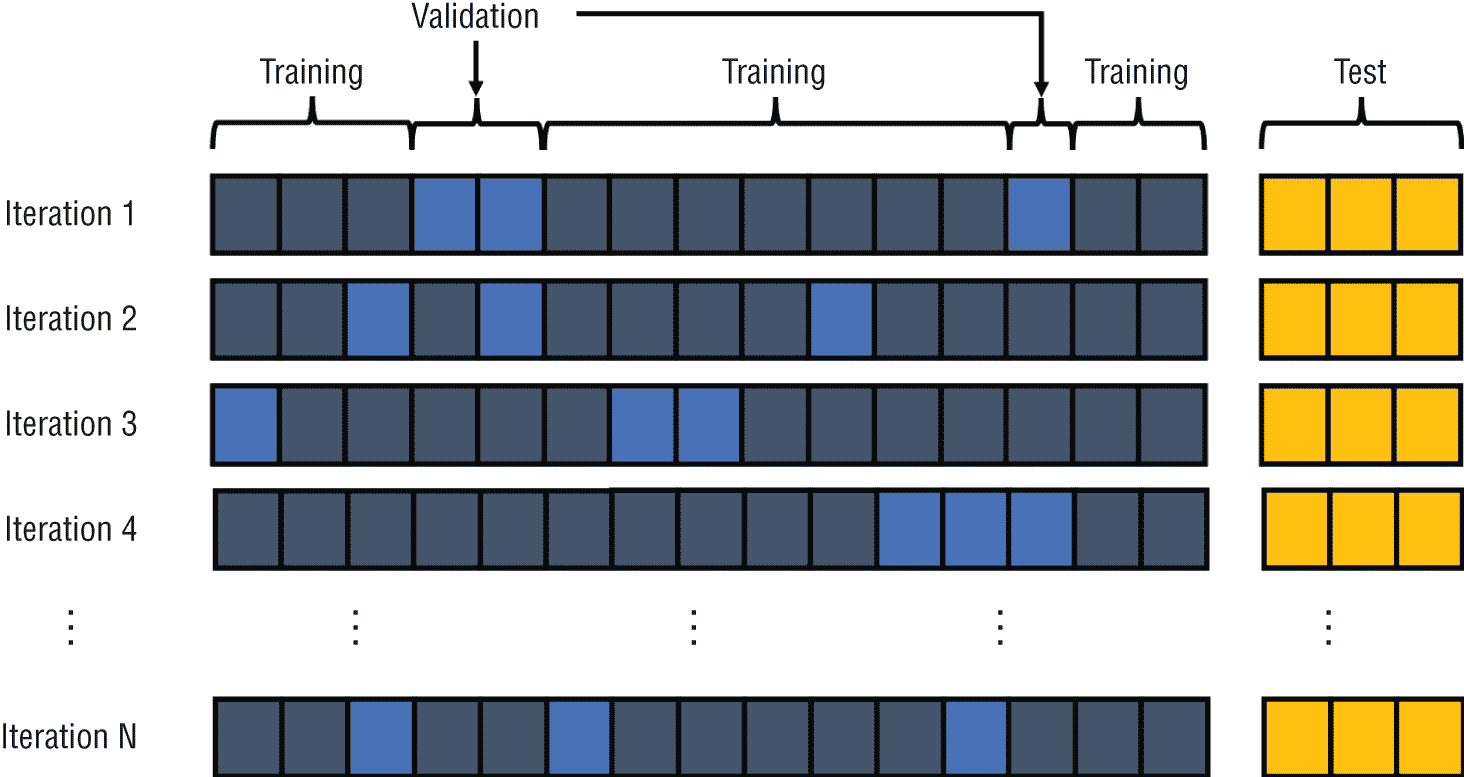 Validation
Training
Training
Training
Test
Iteration 1
Iteration 2
Iteration 3
Iteration 4
Iteration N